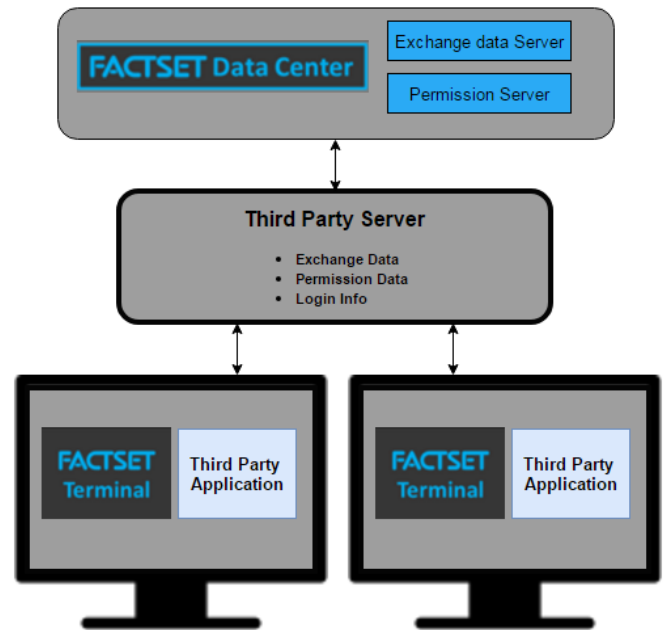 FACTSET Data Center
Exchange data Server
Permission Server
Third Party Server
• Exchange Data
• Permission Data
• Login Info
FACTSET
Terminal
Third Party
Application
FACTSET
Terminal
Third Party
Application